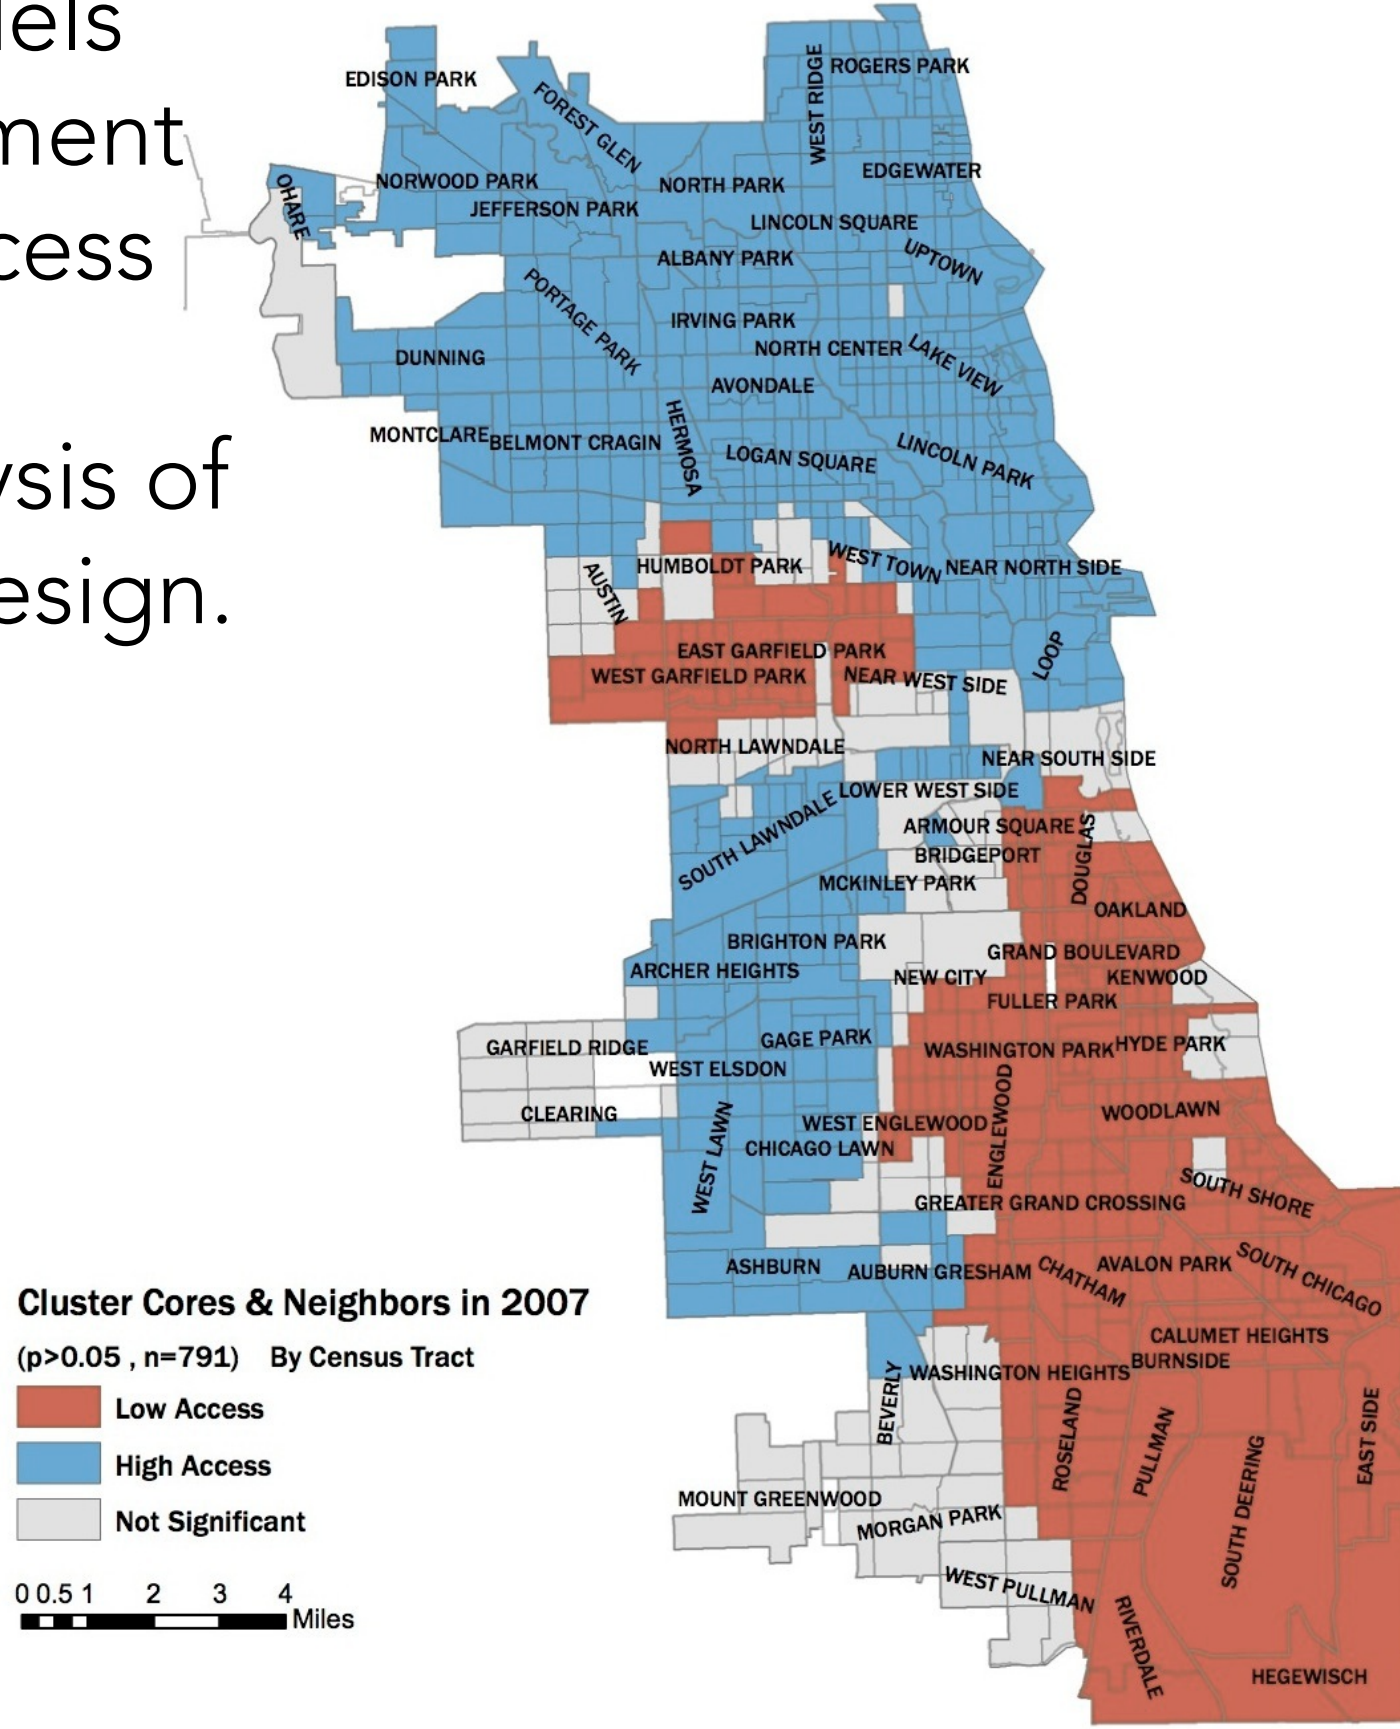 dels
ment
cess
ysis of
esign.
EDISON PARK
FOREST GLEN
WEST RIDGE
ROGERS PARK
OHARE
NORWOOD PARK
NORTH PARK
EDGEWATER
JEFFERSON PARK
LINCOLN SQUARE
ALBANY PARK
UPTOWN
PORTAGE PARK
IRVING PARK
DUNNING
NORTH CENTER
LAKE VIEW
AVONDALE
MONTCLARE
BELMONT CRAGIN
HERMOSA
LOGAN SQUARE
LINCOLN PARK
AUSTIN
HUMBOLDT PARK
WEST TOWN
NEAR NORTH SIDE
EAST GARFIELD PARK
LOOP
WEST GARFIELD PARK
NEAR WEST SIDE
NORTH LAWNDALE
NEAR SOUTH SIDE
LOWER WEST SIDE
SOUTH LAWNDALE
ARMOUR SQUARE
DOUGLAS
BRIDGEPORT
MCKINLEY PARK
OAKLAND
BRIGHTON PARK
GRAND BOULEVARD
ARCHER HEIGHTS
NEW CITY
KENWOOD
FULLER PARK
GARFIELD RIDGE
GAGE PARK
WASHINGTON PARK
HYDE PARK
WEST ELSDON
CLEARING
WEST LAWN
WEST ENGLEWOOD
ENGLEWOOD
WOODLAWN
CHICAGO LAWN
GREATER GRAND CROSSING
SOUTH SHORE
ASHBURN
AUBURN GRESHAM
CHATHAM
AVALON PARK
SOUTH CHICAGO
CALUMET HEIGHTS
BURNSIDE
WASHINGTON HEIGHTS
BEVERLY
ROSELAND
PULLMAN
SOUTH DEERING
EAST SIDE
MOUNT GREENWOOD
MORGAN PARK
WEST PULLMAN
RIVERDALE
HEGEWISCH
Cluster Cores & Neighbors in 2007
(p>0.05 , n=791) By Census Tract
Low Access
High Access
Not Significant
0 0.5 1 2 3 4
Miles